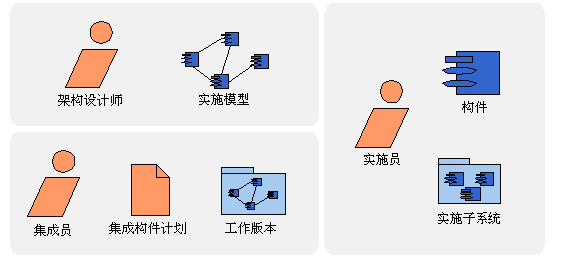 架构设计师
实施模型
集成员
集成构件计划
工作版本
实施员
构件
实施子系统